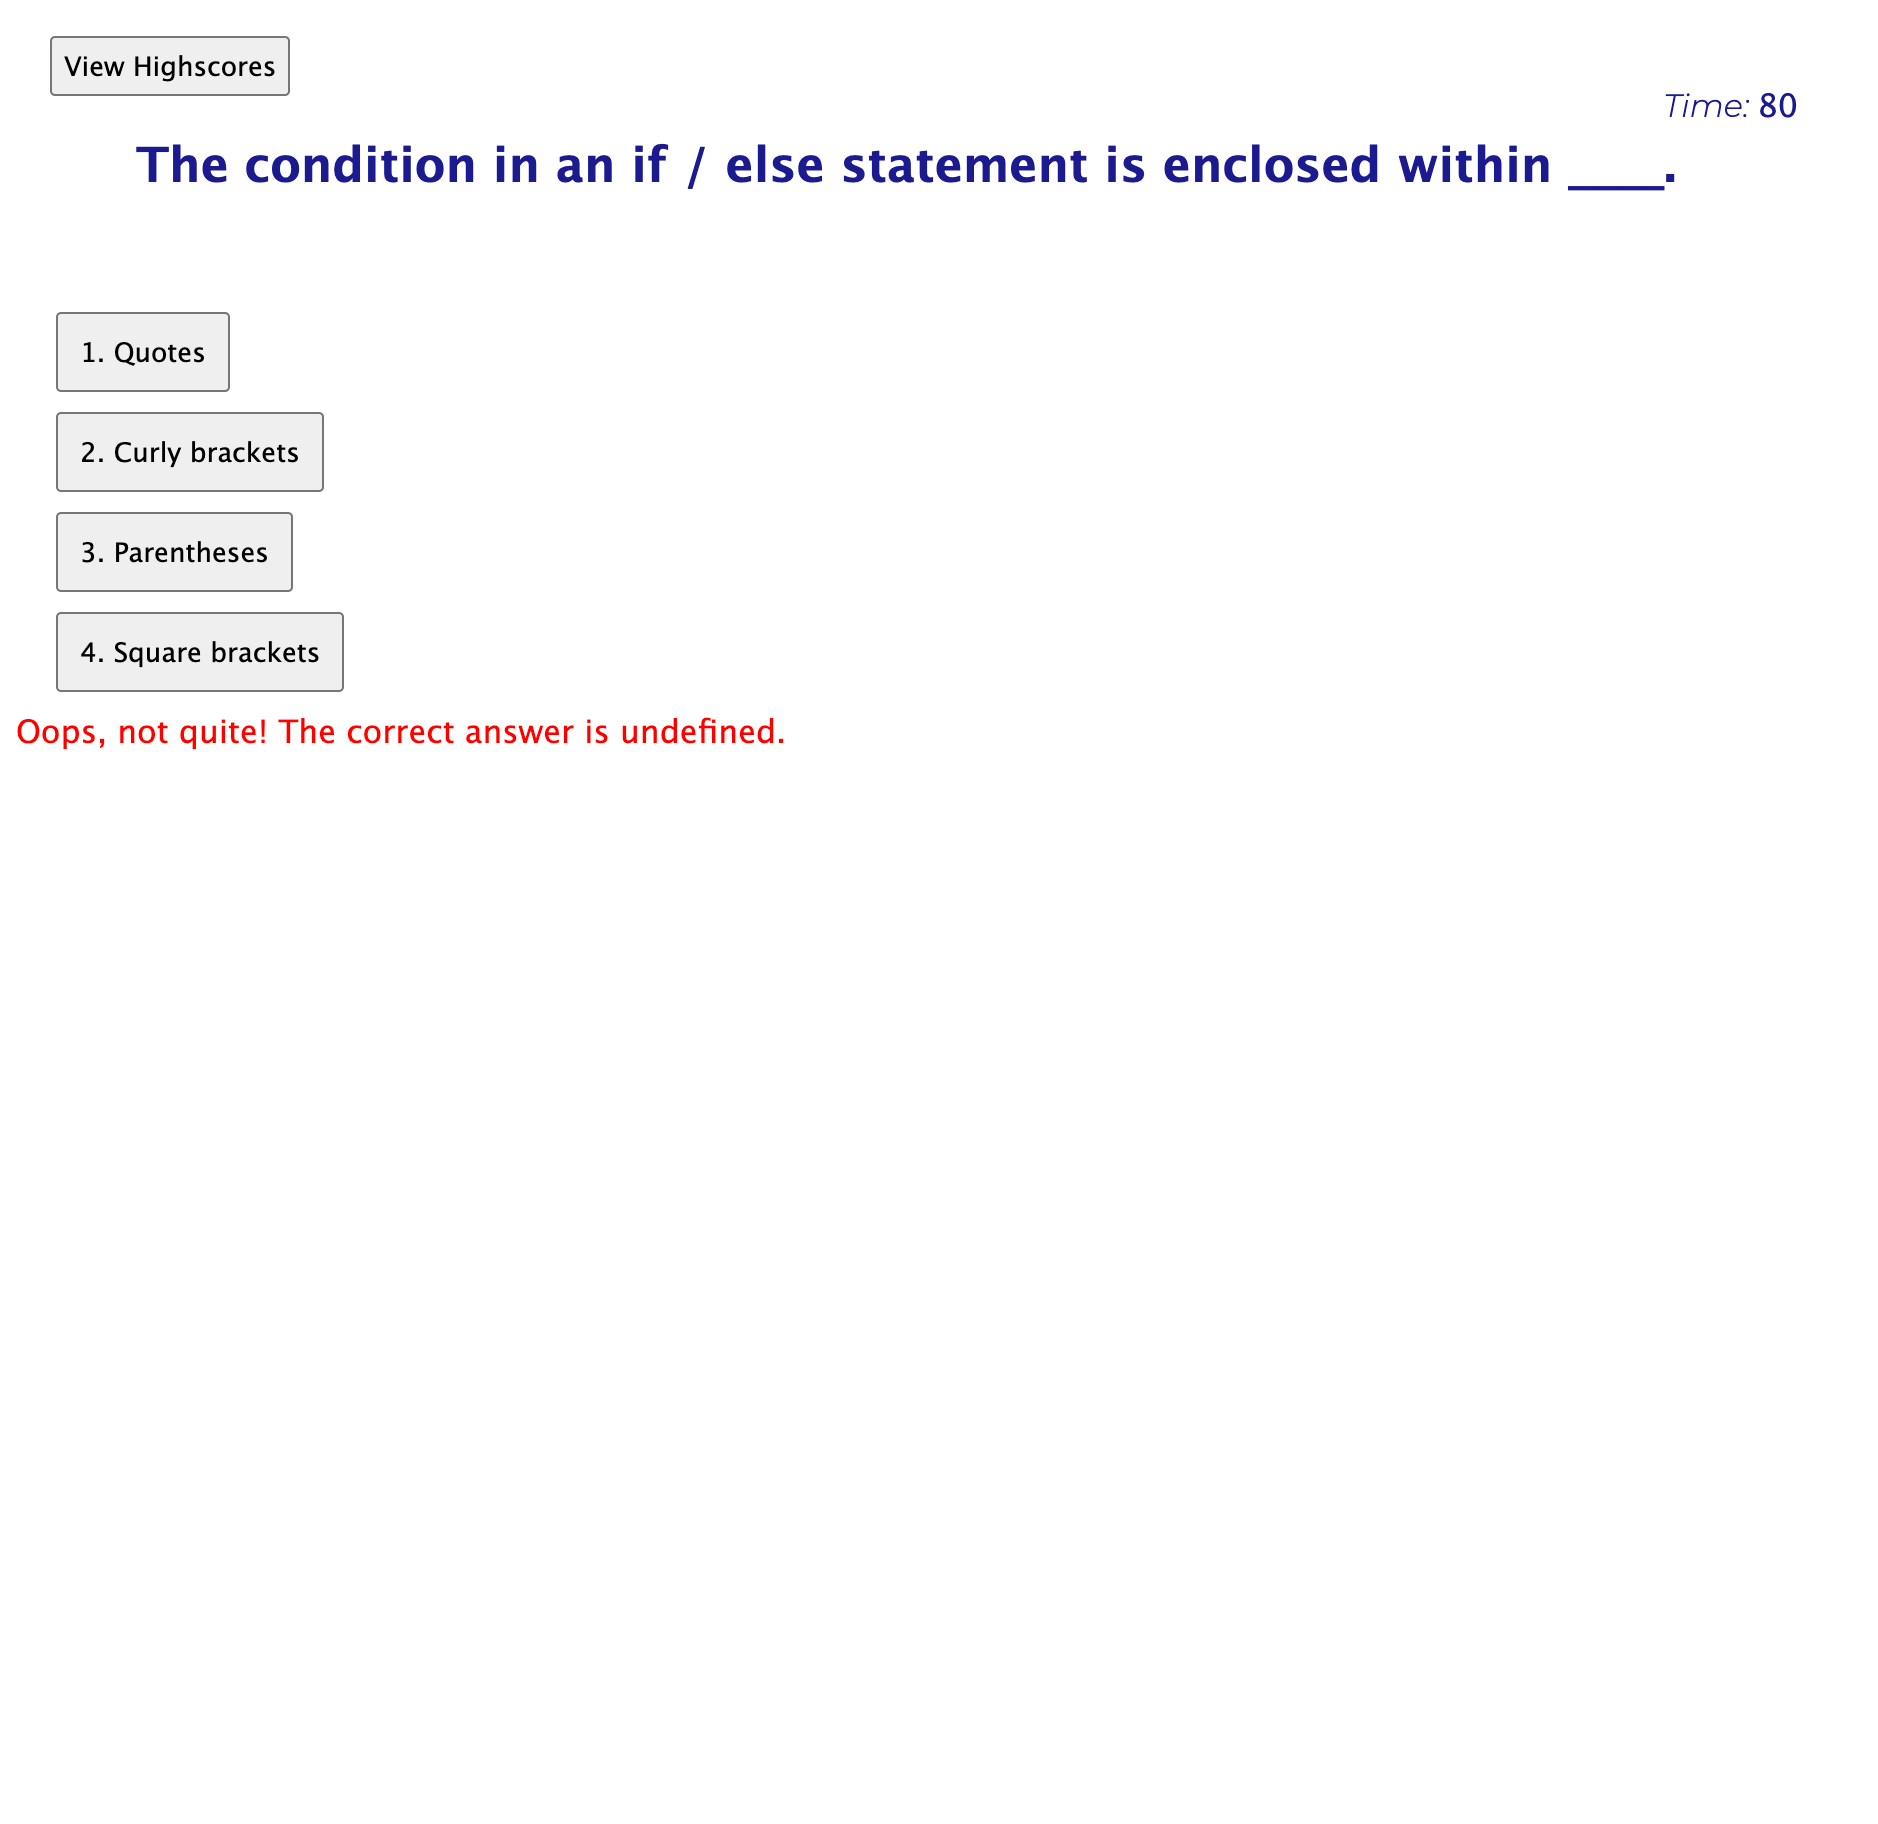 View Highscores
Time: 80
The condition in an if / else statement is enclosed within ____.
1. Quotes
2. Curly brackets
3. Parentheses
4. Square brackets
Oops, not quite! The correct answer is undefined.